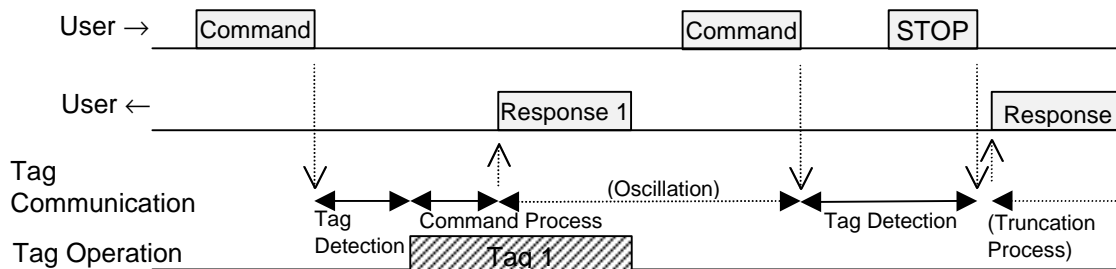 User → Command Command STOP
User ← Response 1 Response
Tag
Communication
(Oscillation)
Tag
Detection
Command Process
Tag Detection
(Truncation
Process)
Tag Operation
Tag 1